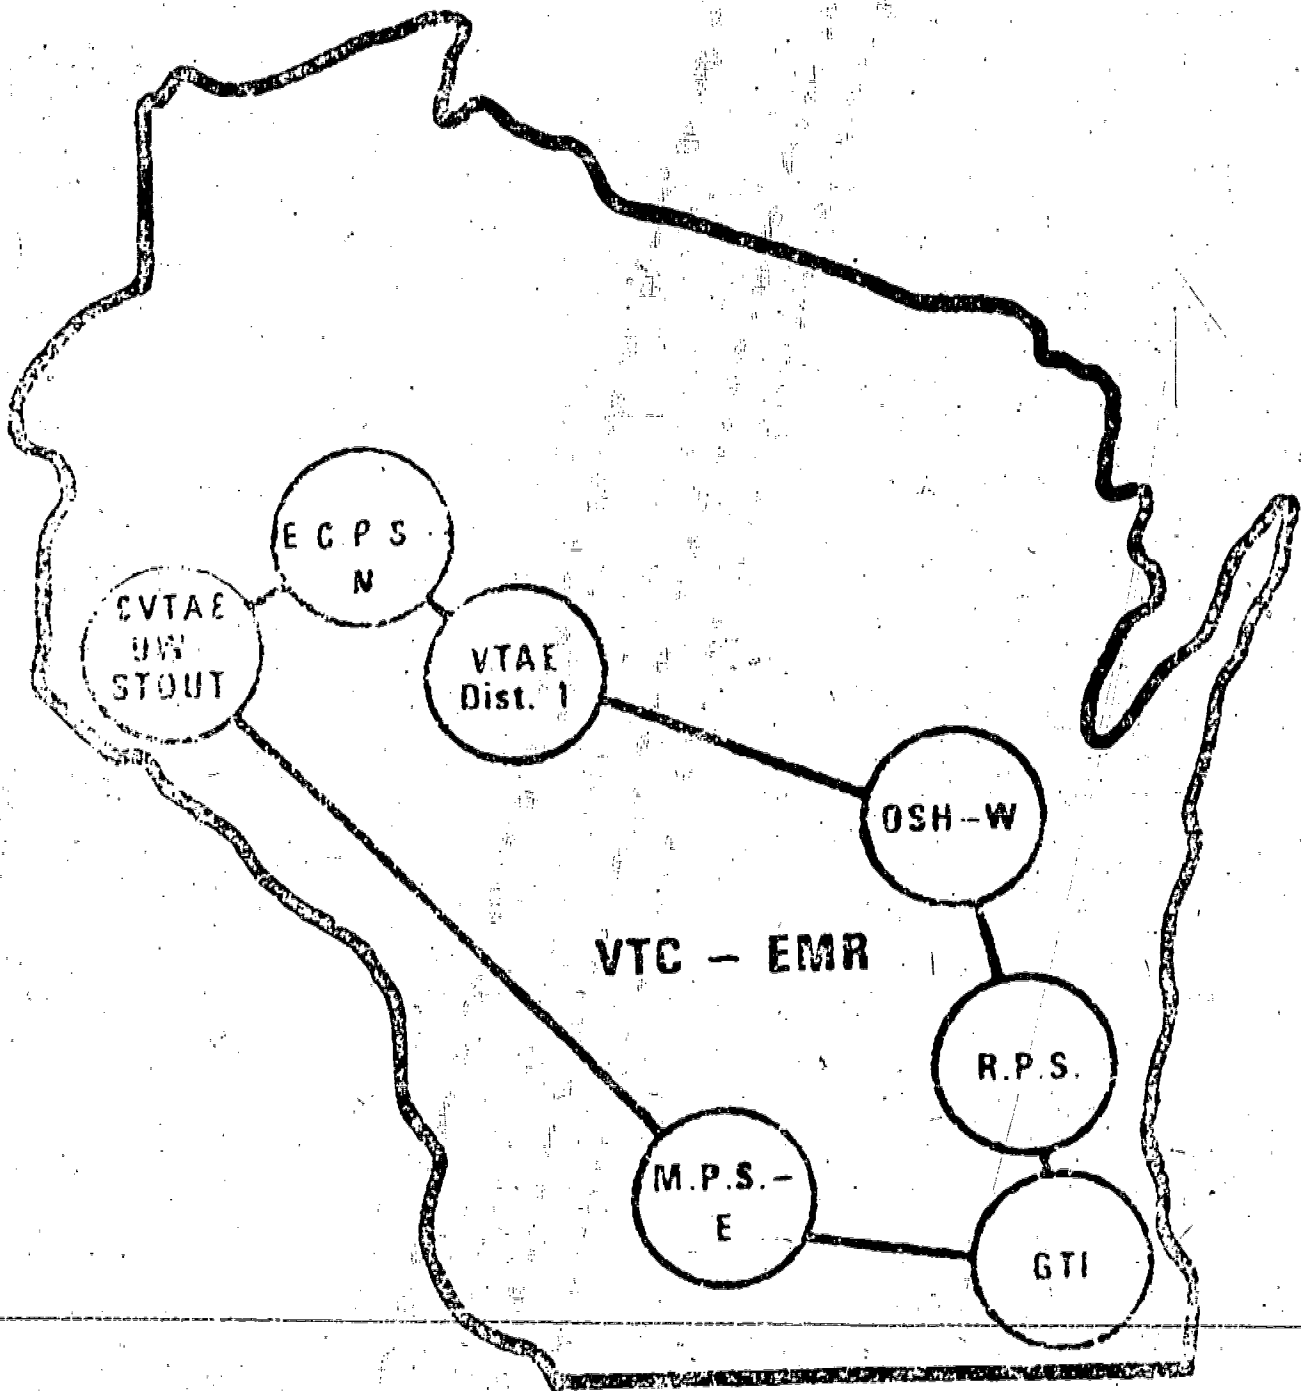 E C P S
N
CVTAE
UW
STOUT
VTAE
Dist. 1
OSH-W
VTC - EMR
R.P.S.
M.P.S.-
E
GTI